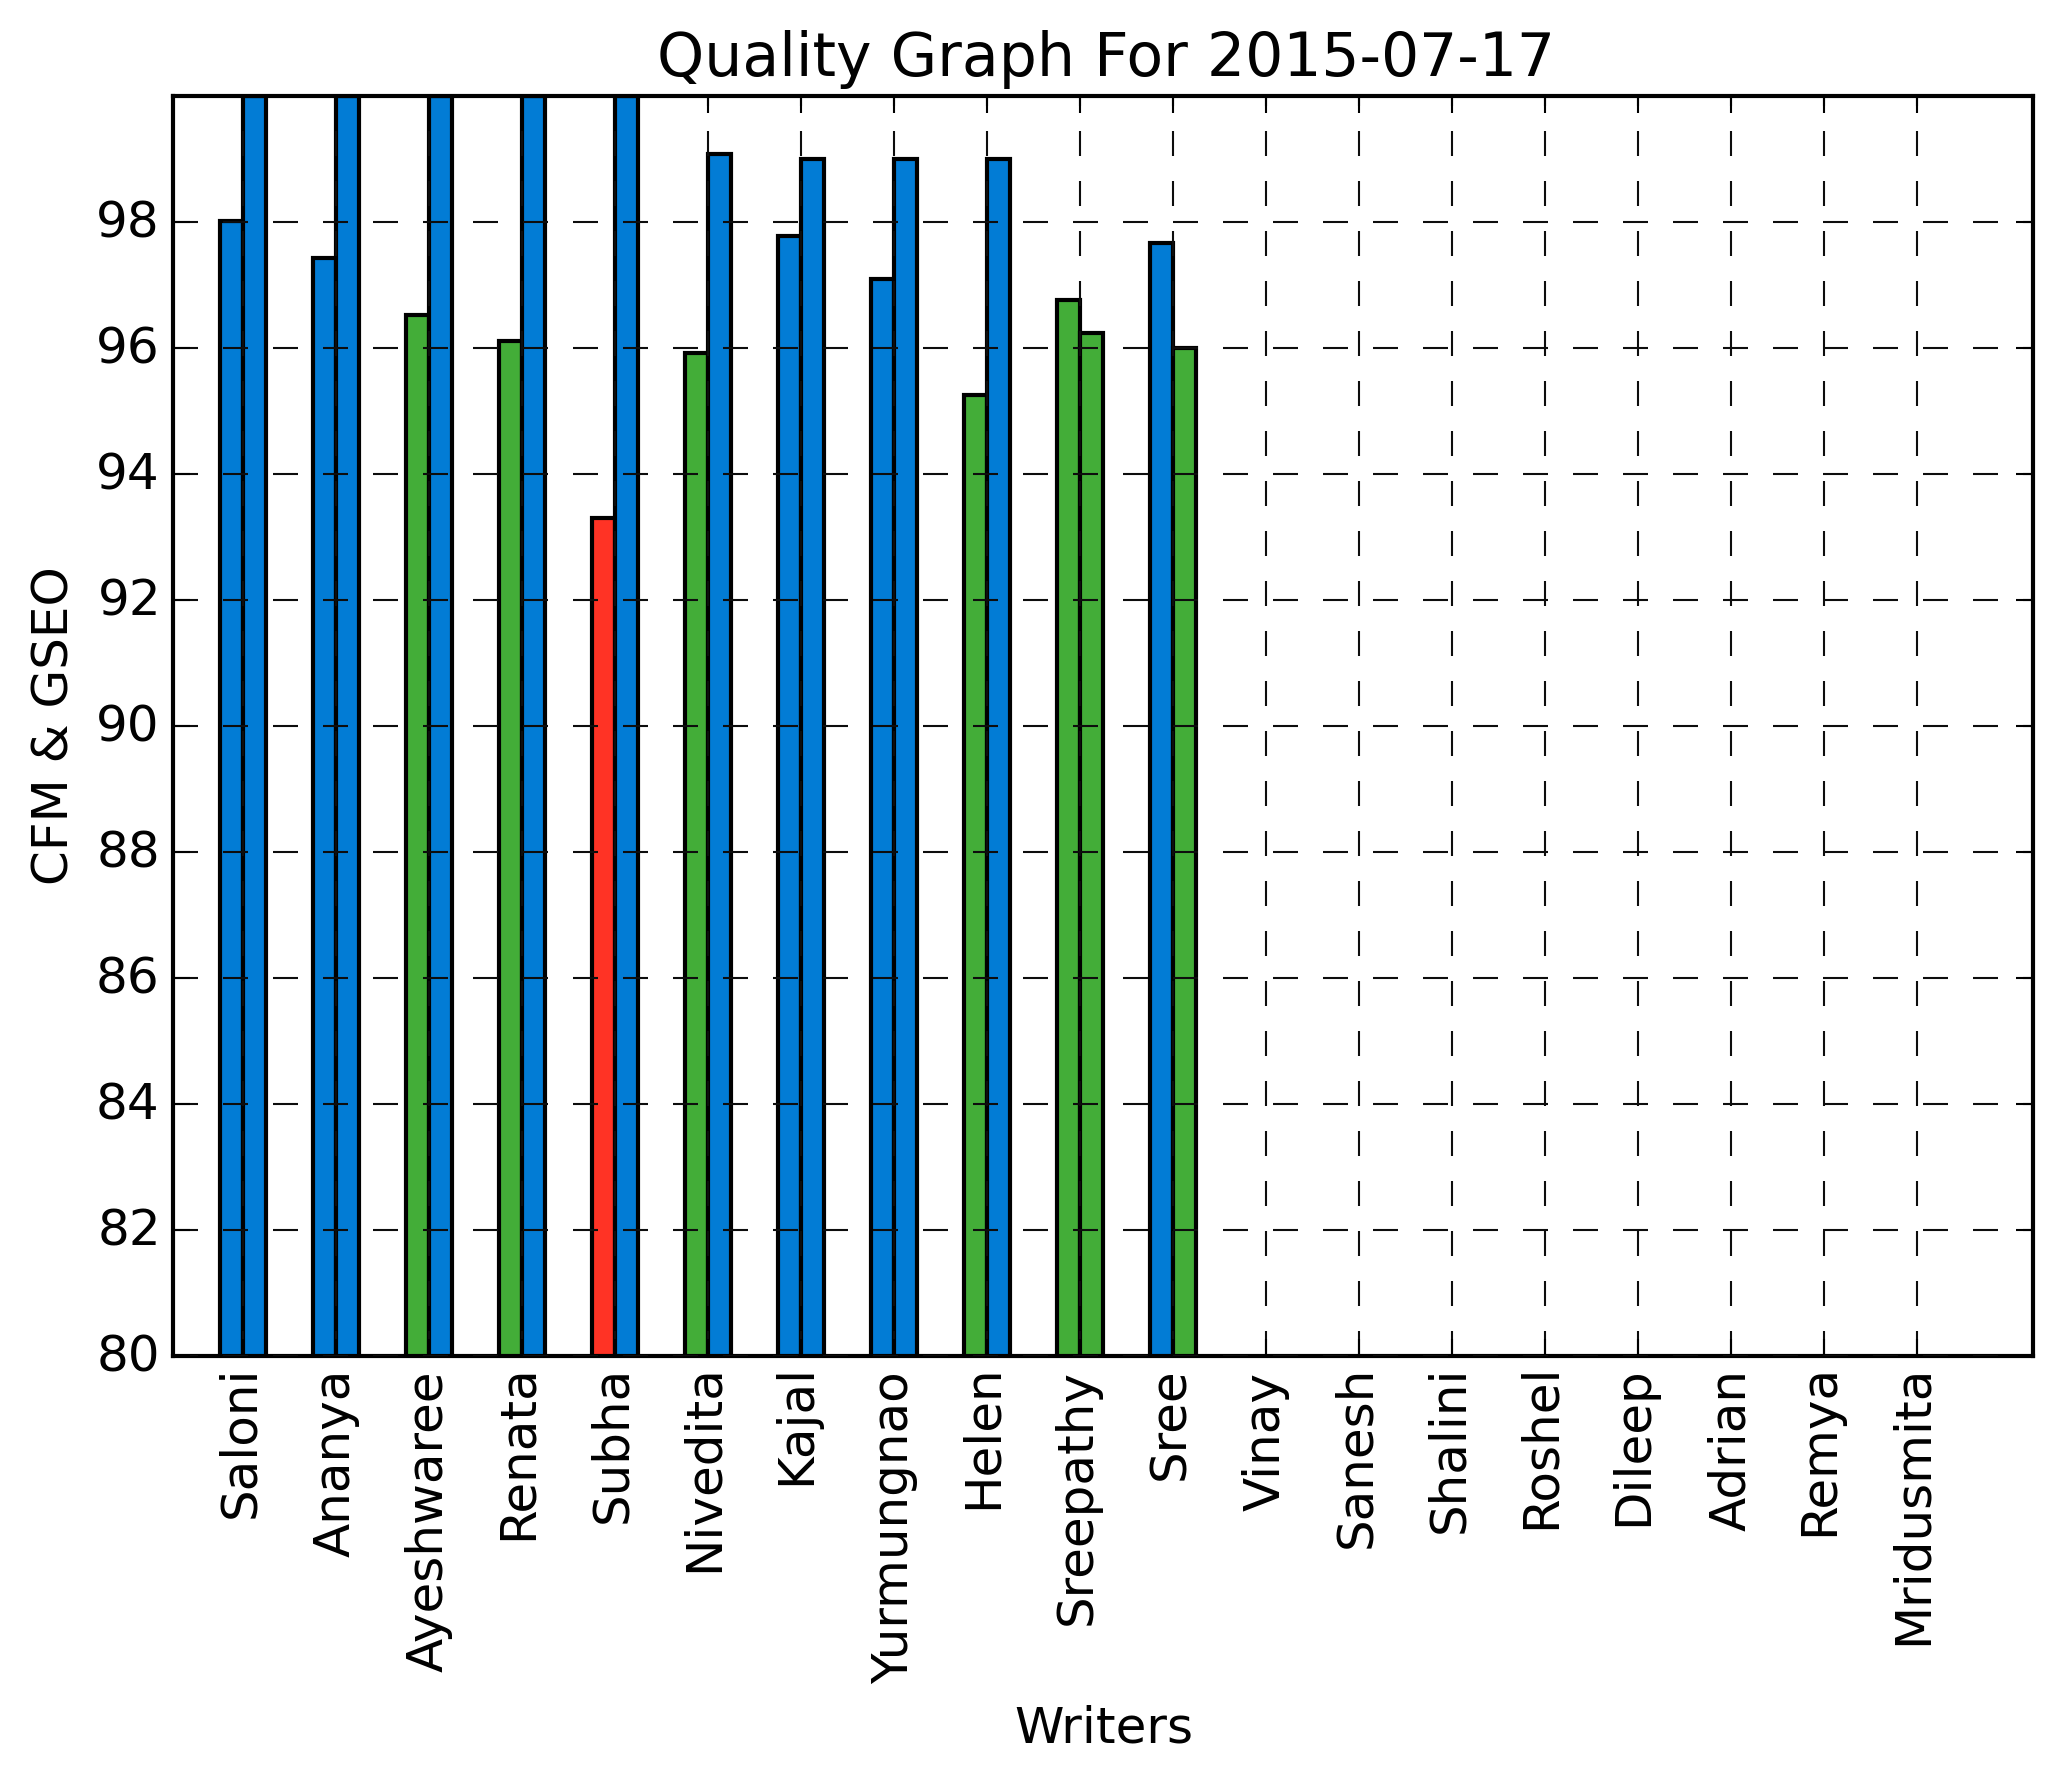 Quality Graph For 2015-07-17
CFM & GSEO
98
96
94
92
90
88
86
84
82
80
Saloni
Ananya
Ayeshwaree
Renata
Subha
Nivedita
Kajal
Yurmungnao
Helen
Sreepathy
Sree
Vinay
Sanesh
Shalini
Roshel
Dileep
Adrian
Remya
Mridusmita
Writers